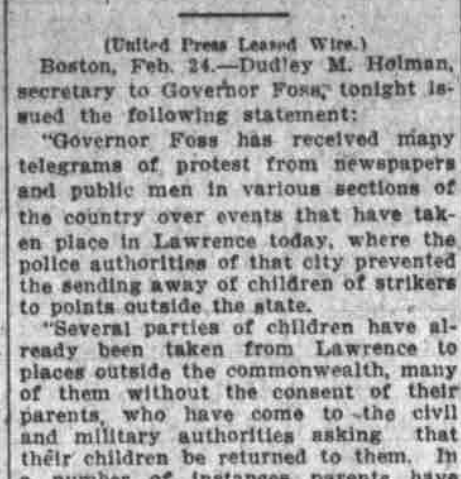 (United Press Leased Wire.)
Boston, Feb. 24.—Dudley M. Holman,
secretary to Governor Foss, tonight is-
sued the following statement:
"Governor Foss has received many
telegrams of protest from newspapers
and public men in various sections of
the country over events that have tak-
en place in Lawrence today, where the
police authorities of that city prevented
the sending away of children of strikers
to points outside the state.
"Several parties of children have al-
ready been taken from Lawrence to
places outside the commonwealth, many
of them without the consent of their
parents, who have come to the civil
and military authorities asking that
their children be returned to them. In
a number of instances parents have